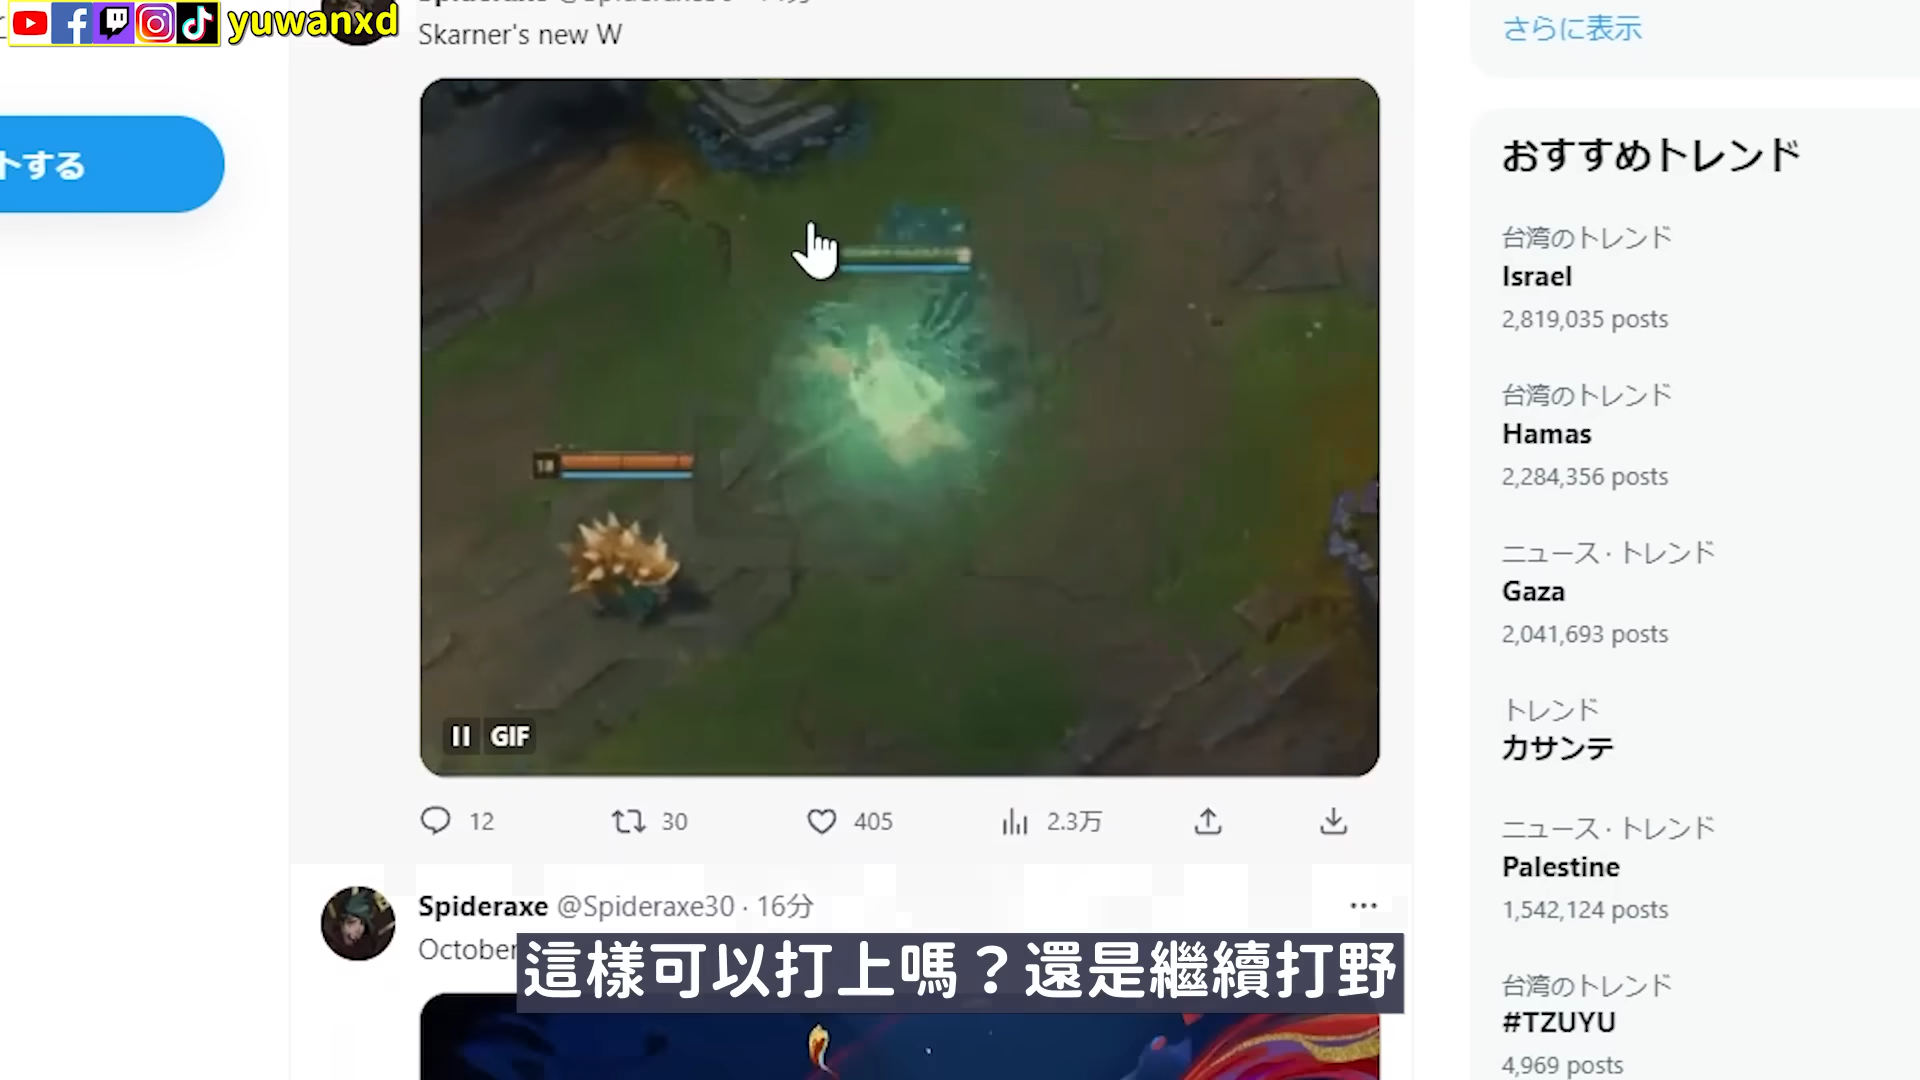 yuwanxd
Skarner's new W
トする
GIF
12
30
405
2.3万
Spideraxe @Spideraxe30 · 16分
October
這樣可以打上嗎？還是繼續打野
さらに表示
おすすめトレンド
台湾のトレンド
Israel
2,819,035 posts
台湾のトレンド
Hamas
2,284,356 posts
ニュース · トレンド
Gaza
2,041,693 posts
トレンド
カサンテ
ニュース · トレンド
Palestine
1,542,124 posts
台湾のトレンド
#TZUYU
4,969 posts